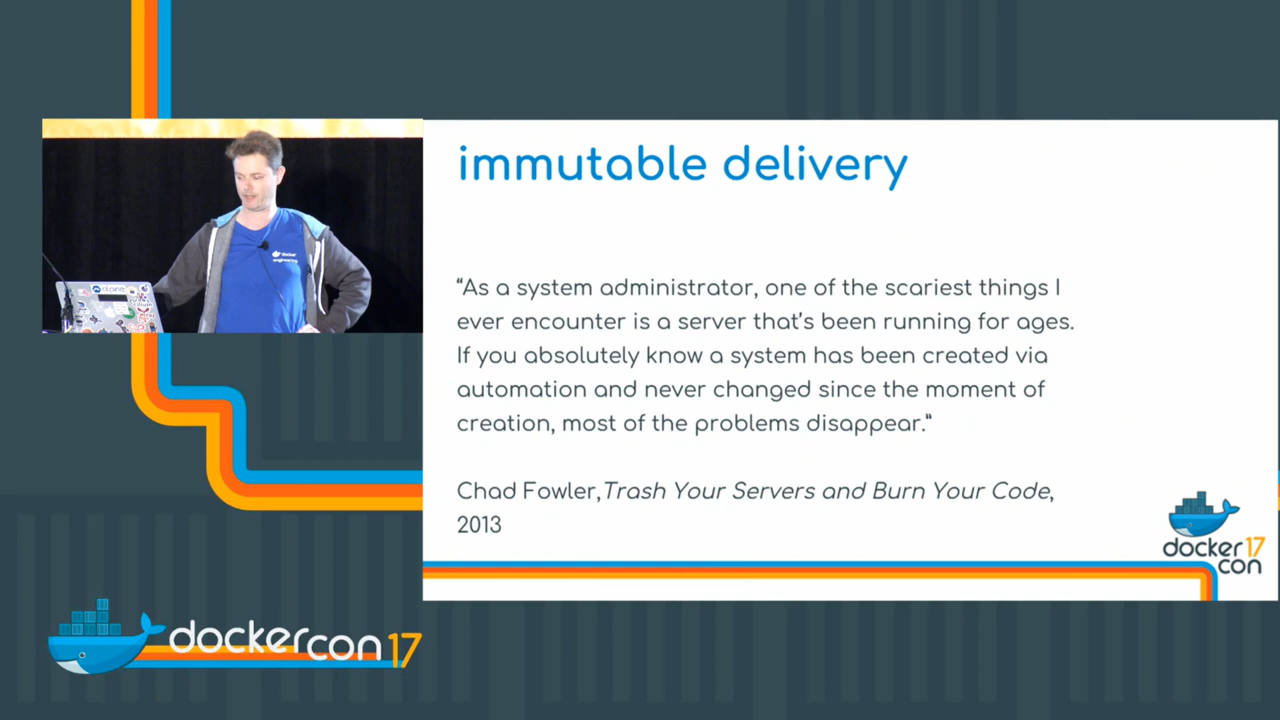 immutable delivery
“As a system administrator, one of the scariest things I
ever encounter is a server that’s been running for ages.
If you absolutely know a system has been created via
automation and never changed since the moment of
creation, most of the problems disappear.”
Chad Fowler,Trash Your Servers and Burn Your Code,
2013
docker 17
con
docker
engineering
alpine
dockercon 17